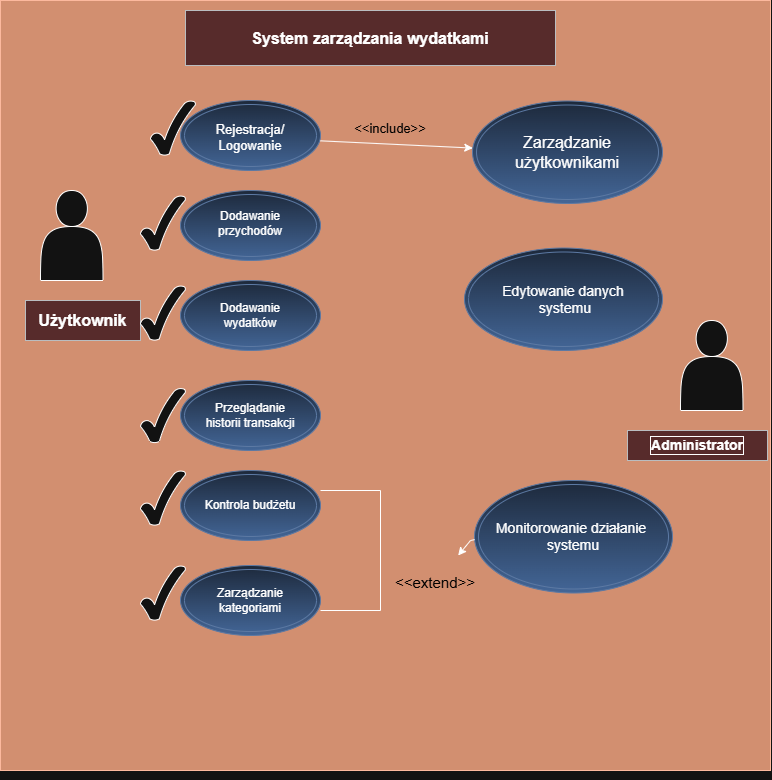 System zarządzania wydatkami
Rejestracja/
Logowanie
<<include>>
Zarządzanie
użytkownikami
Dodawanie
przychodów
Użytkownik
Dodawanie
wydatków
Edytowanie danych
systemu
Przeglądanie
historii transakcji
Administrator
Kontrola budżetu
Monitorowanie działanie
systemu
<<extend>>
Zarządzanie
kategoriami